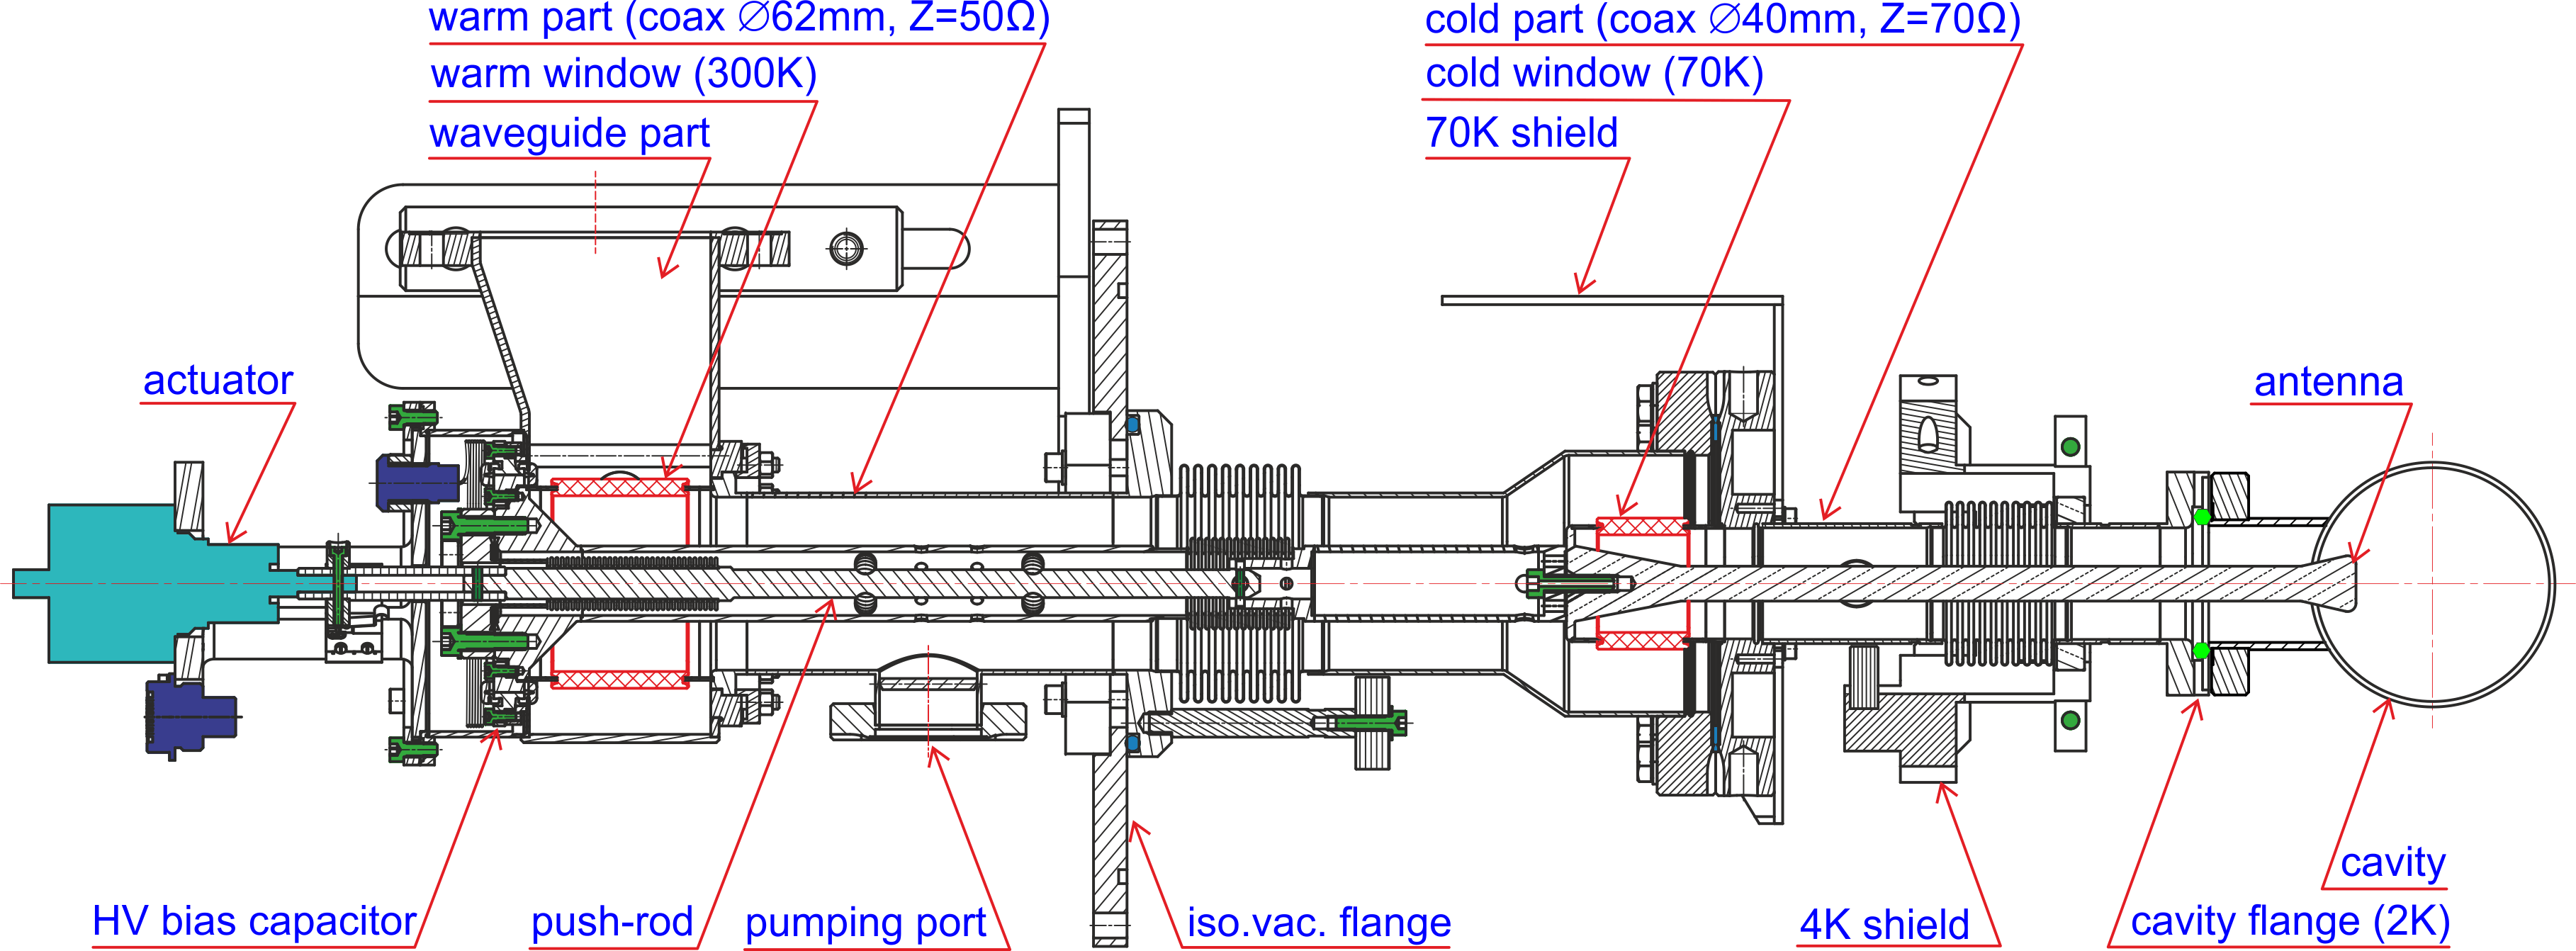 warm part (coax ∅62mm, Z=50Ω)
warm window (300K)
waveguide part
cold part (coax ∅40mm, Z=70Ω)
cold window (70K)
70K shield
actuator
antenna
HV bias capacitor
push-rod
pumping port
iso.vac. flange
4K shield
cavity
cavity flange (2K)